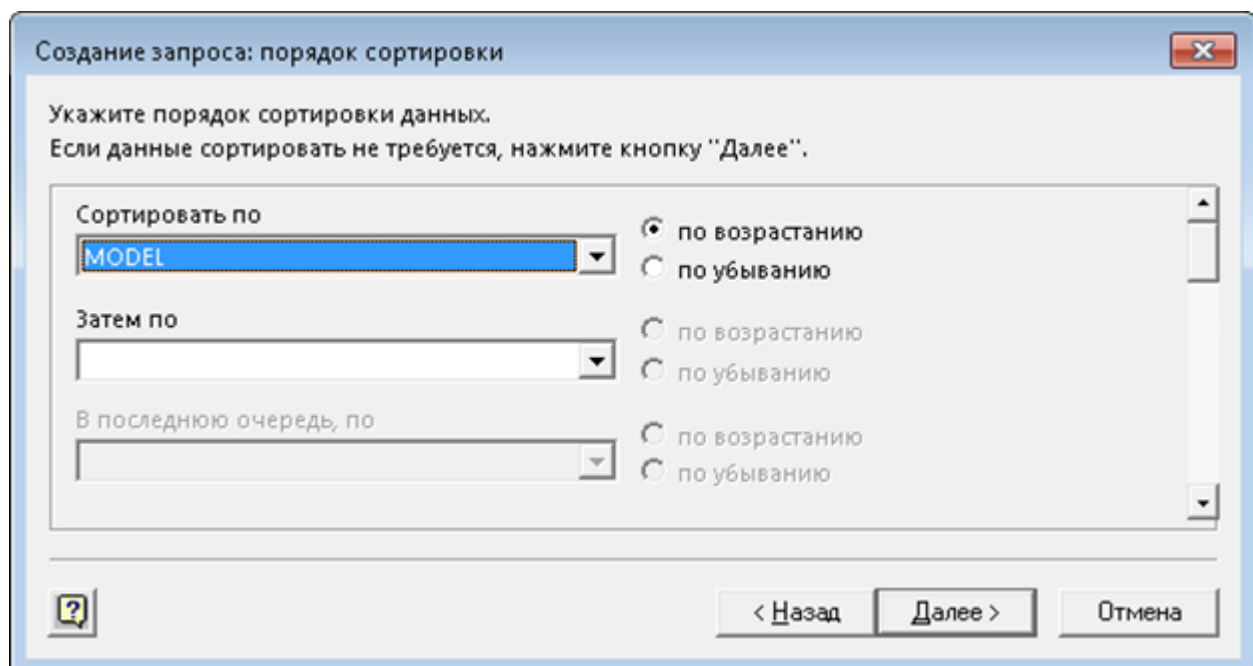 Создание запроса: порядок сортировки
Укажите порядок сортировки данных.
Если данные сортировать не требуется, нажмите кнопку "Далее".
Сортировать по
MODEL
по возрастанию
по убыванию
Затем по
по возрастанию
по убыванию
В последнюю очередь, по
по возрастанию
по убыванию
?
< Назад
Далее >
Отмена